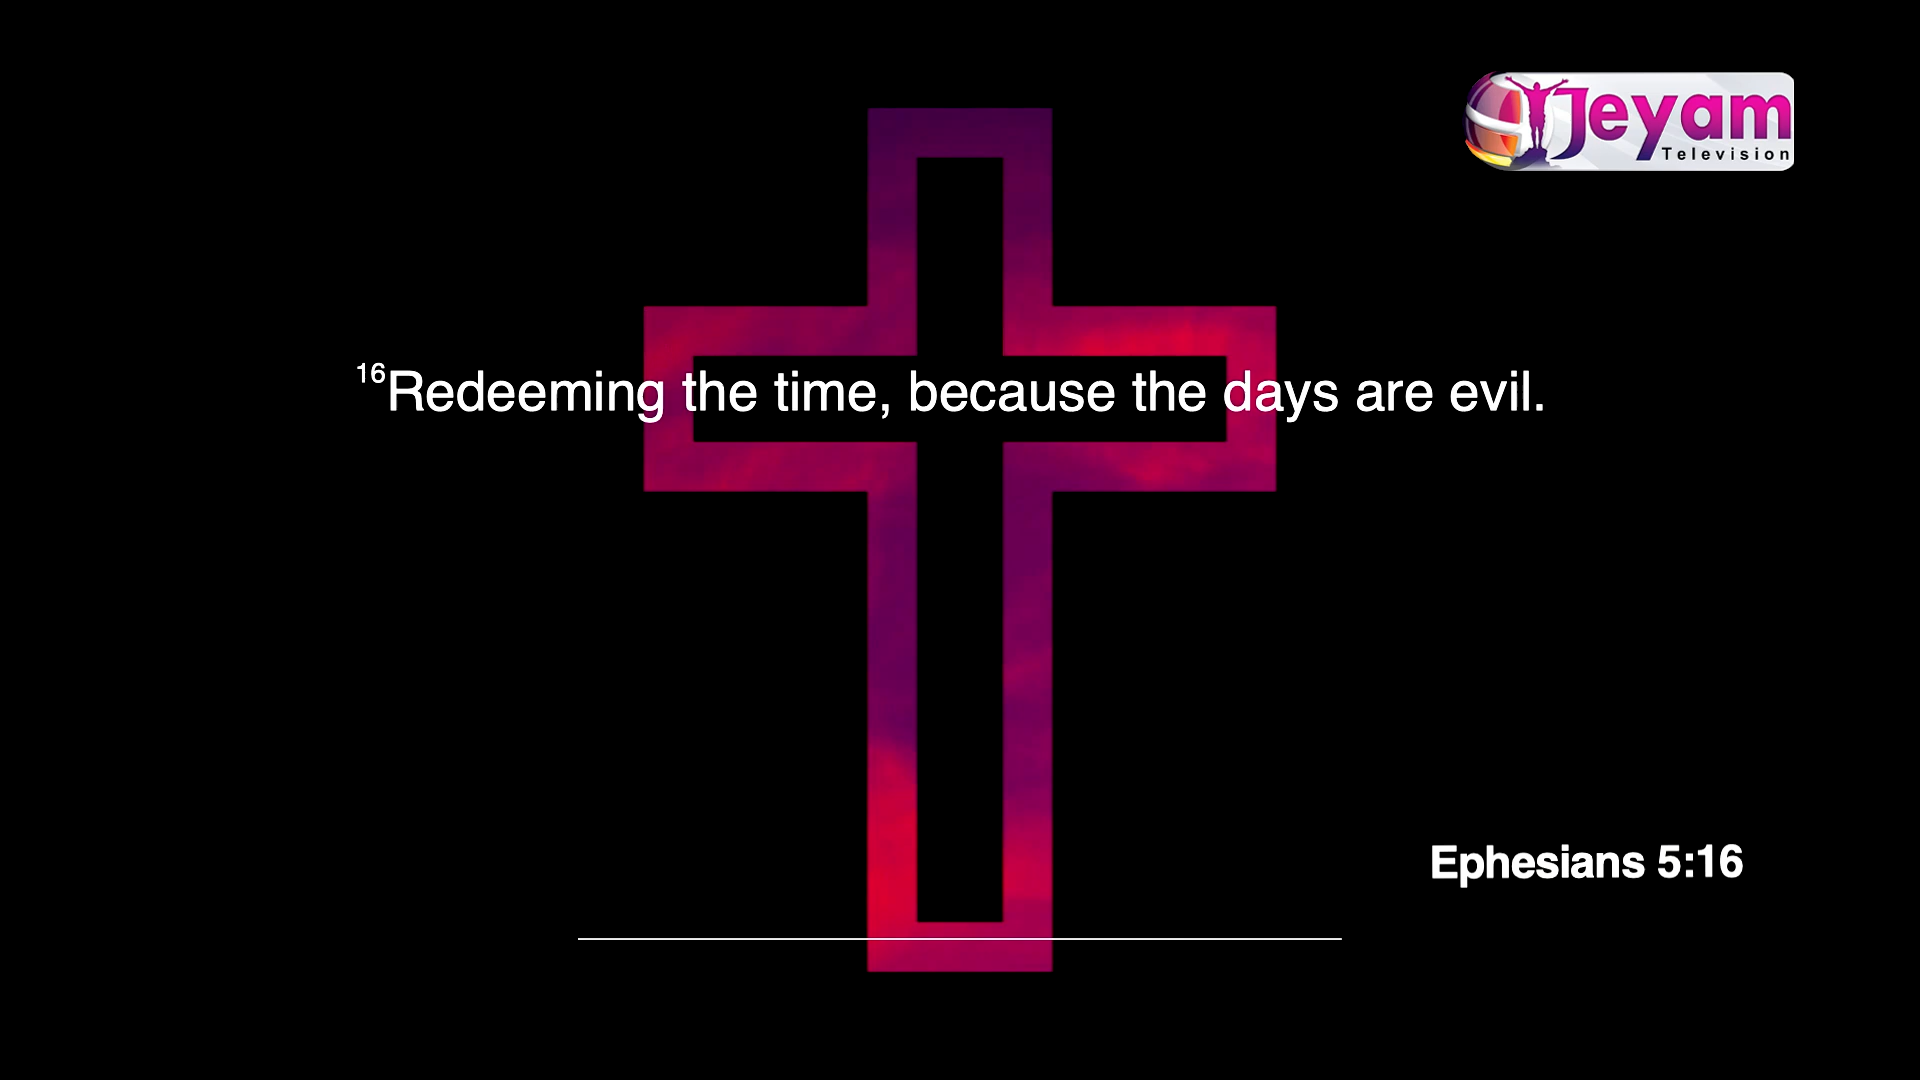 Jeyam
Television
16Redeeming the time, because the days are evil.
Ephesians 5:16